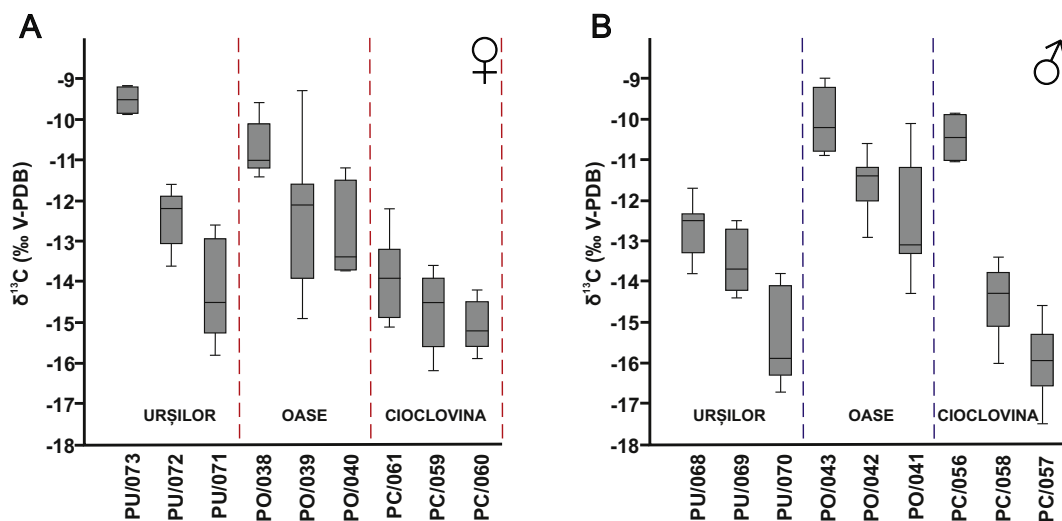 A
♀
-9
-10
-11
-12
-13
-14
-15
-16
-17
-18
δ¹³C (‰ V-PDB)
URȘILOR OASE CIOCLOVINA
PU/073 PU/072 PU/071 PO/038 PO/039 PO/040 PC/061 PC/059 PC/060
B
♂
-9
-10
-11
-12
-13
-14
-15
-16
-17
-18
δ¹³C (‰ V-PDB)
URȘILOR OASE CIOCLOVINA
PU/068 PU/069 PU/070 PO/043 PO/042 PO/041 PC/056 PC/058 PC/057